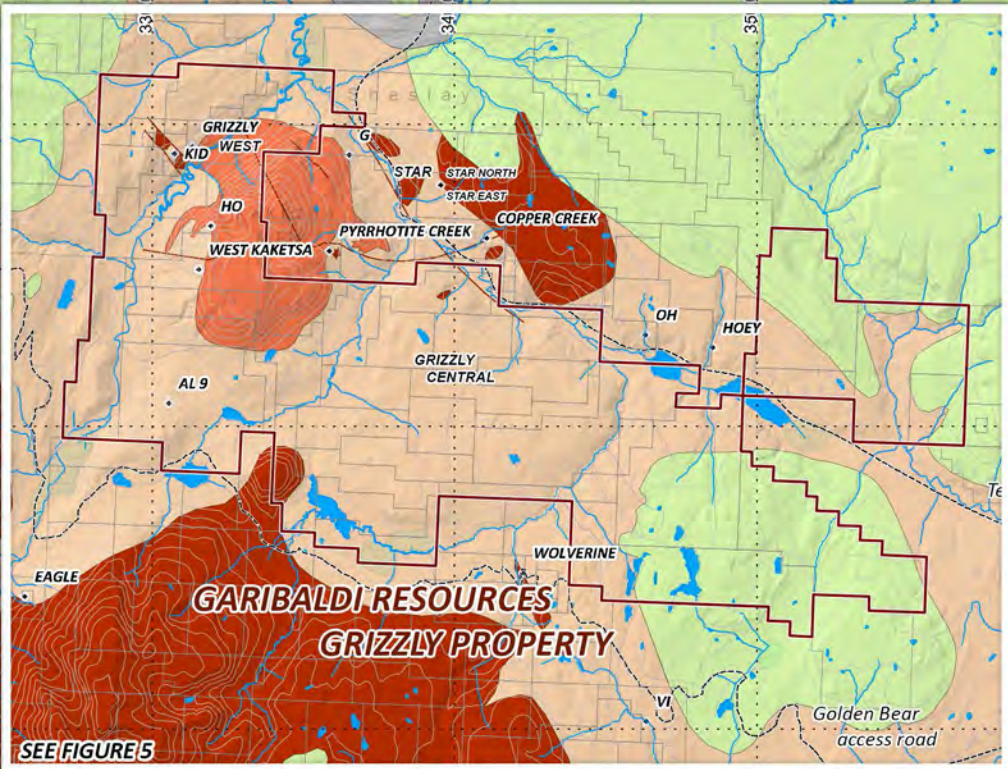 33
34
35
Sheslay
GRIZZLY
WEST
KID
G
STAR
STAR NORTH
STAR EAST
HO
COPPER CREEK
PYRRHOTITE CREEK
WEST KAKETSA
OH
HOEY
GRIZZLY
CENTRAL
AL 9
Te
WOLVERINE
EAGLE
GARIBALDI RESOURCES
GRIZZLY PROPERTY
VI
Golden Bear
access road
SEE FIGURE 5